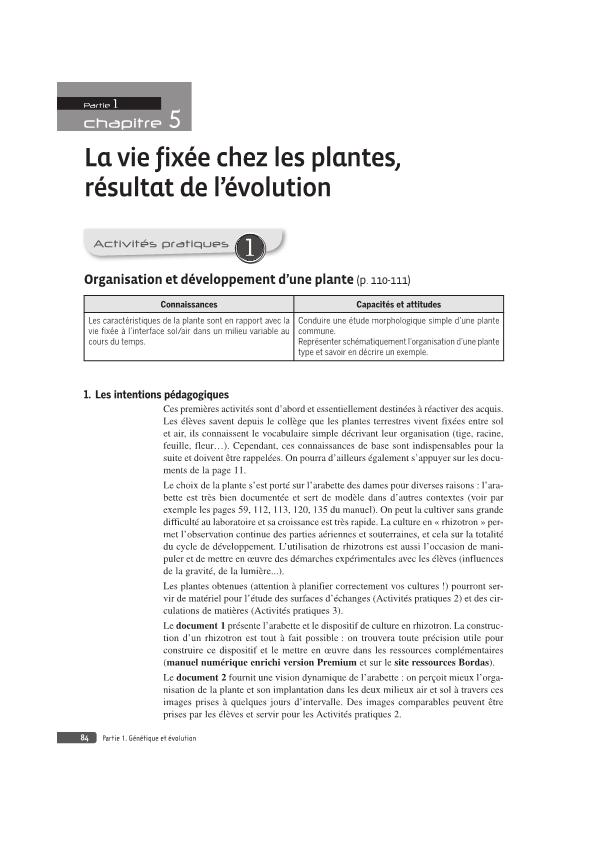 Partie 1
chapitre 5
La vie fixée chez les plantes,
résultat de l’évolution
Activités pratiques 1
Organisation et développement d’une plante (p. 110-111)
Connaissances
Capacités et attitudes
Les caractéristiques de la plante sont en rapport avec la
vie fixée à l’interface sol/air dans un milieu variable au
cours du temps.
Conduire une étude morphologique simple d’une plante
commune.
Représenter schématiquement l’organisation d’une plante
type et savoir en décrire un exemple.
1. Les intentions pédagogiques
Ces premières activités sont d’abord et essentiellement destinées à réactiver des acquis.
Les élèves savent depuis le collège que les plantes terrestres vivent fixées entre sol
et air, ils connaissent le vocabulaire simple décrivant leur organisation (tige, racine,
feuille, fleur…). Cependant, ces connaissances de base sont indispensables pour la
suite et doivent être rappelées. On pourra d’ailleurs également s’appuyer sur les docu-
ments de la page 11.
Le choix de la plante s’est porté sur l’arabette des dames pour diverses raisons : l’ara-
bette est très bien documentée et sert de modèle dans d’autres contextes (voir par
exemple les pages 59, 112, 113, 120, 135 du manuel). On peut la cultiver sans grande
difficulté au laboratoire et sa croissance est très rapide. La culture en « rhizotron » per-
met l’observation continue des parties aériennes et souterraines, et cela sur la totalité
du cycle de développement. L’utilisation de rhizotrons est aussi l’occasion de mani-
puler et de mettre en œuvre des démarches expérimentales avec les élèves (influences
de la gravité, de la lumière...).
Les plantes obtenues (attention à planifier correctement vos cultures !) pourront ser-
vir de matériel pour l’étude des surfaces d’échanges (Activités pratiques 2) et des cir-
culations de matières (Activités pratiques 3).
Le document 1 présente l’arabette et le dispositif de culture en rhizotron. La construc-
tion d’un rhizotron est tout à fait possible : on trouvera toute précision utile pour
construire ce dispositif et le mettre en œuvre dans les ressources complémentaires
(manuel numérique enrichi version Premium et sur le site ressources Bordas).
Le document 2 fournit une vision dynamique de l’arabette : on perçoit mieux l’orga-
nisation de la plante et son implantation dans les deux milieux air et sol à travers ces
images prises à quelques jours d’intervalle. Des images comparables peuvent être
prises par les élèves et servir pour les Activités pratiques 2.
84 Partie 1. Génétique et évolution